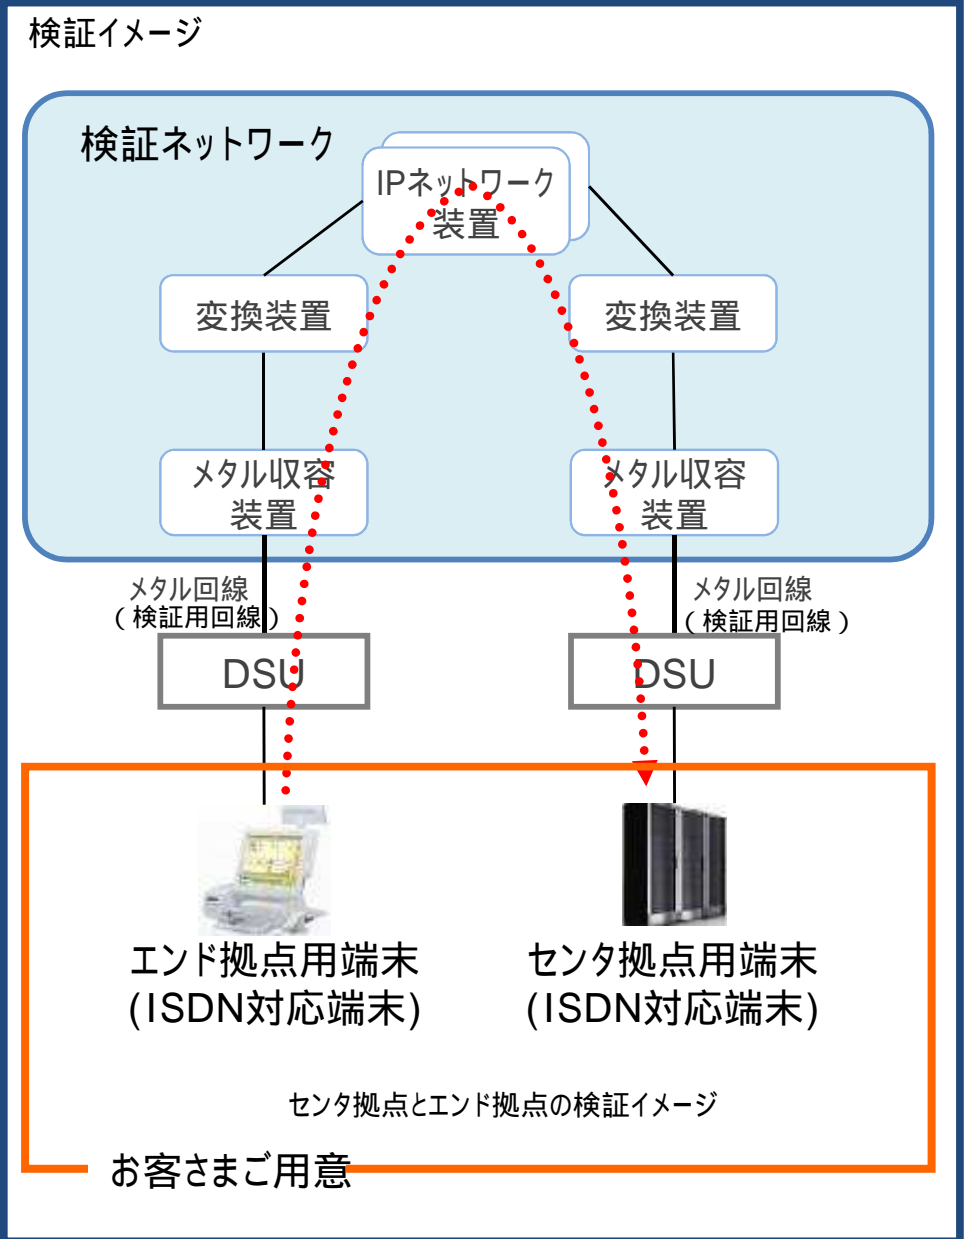 検証イメージ
検証ネットワーク
IPネットワーク
装置
変換装置
変換装置
メタル収容
装置
メタル収容
装置
メタル回線
(検証用回線)
メタル回線
(検証用回線)
DSU
DSU
エンド拠点用端末
(ISDN対応端末)
センタ拠点用端末
(ISDN対応端末)
センタ拠点とエンド拠点の検証イメージ
お客さまご用意